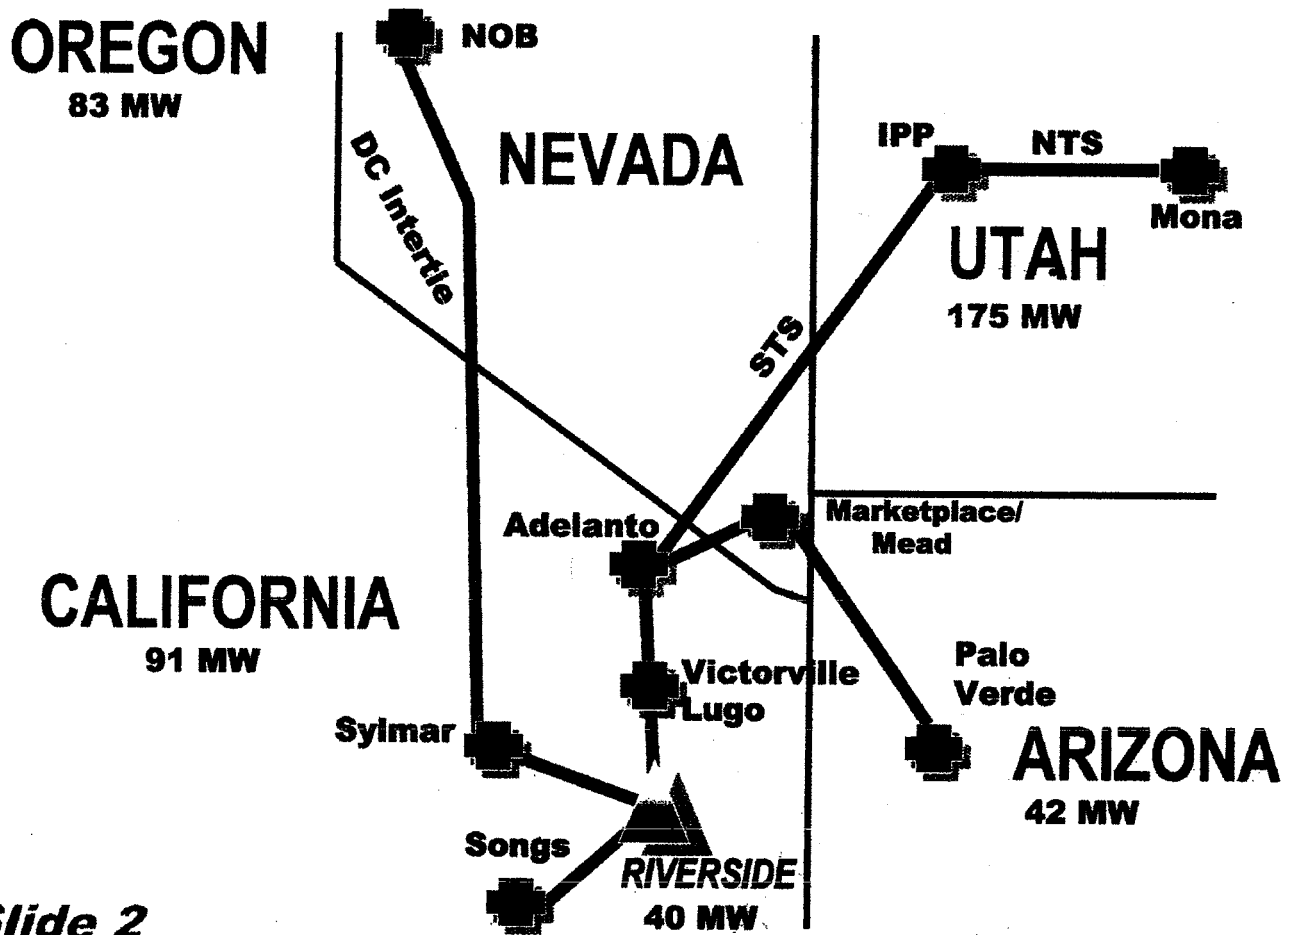 OREGON
83 MW
NOB
DC Intertie
NEVADA
IPP
NTS
Mona
UTAH
175 MW
STS
Adelanto
Marketplace/
Mead
CALIFORNIA
91 MW
Victorville
Lugo
Palo
Verde
Sylmar
ARIZONA
42 MW
Songs
RIVERSIDE
40 MW
Slide 2